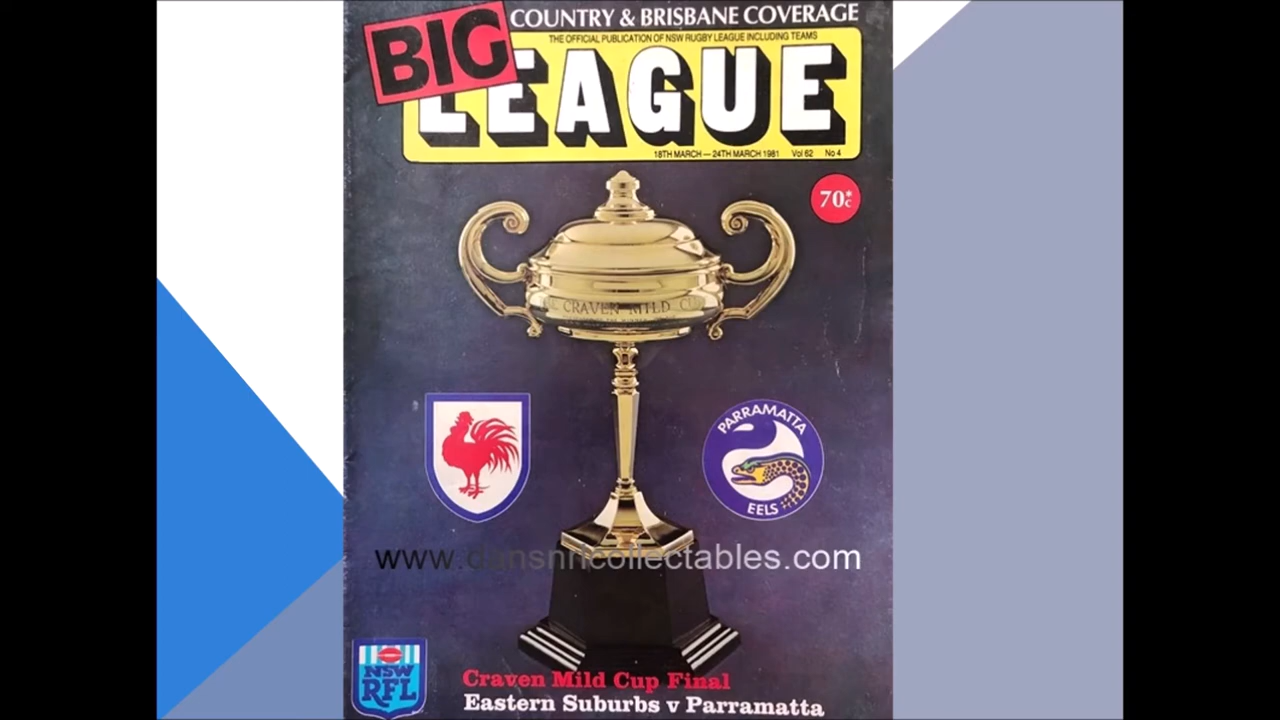 BIG
COUNTRY & BRISBANE COVERAGE
THE OFFICIAL PUBLICATION OF NSW RUGBY LEAGUE INCLUDING TEAMS
LEAGUE
18TH MARCH — 24TH MARCH 1981 Vol 62 No 4
70*c
CRAVEN MILD CUP
PARRAMATTA
EELS
www.dansnrlcollectables.com
NSW
RFL
Craven Mild Cup Final
Eastern Suburbs v Parramatta